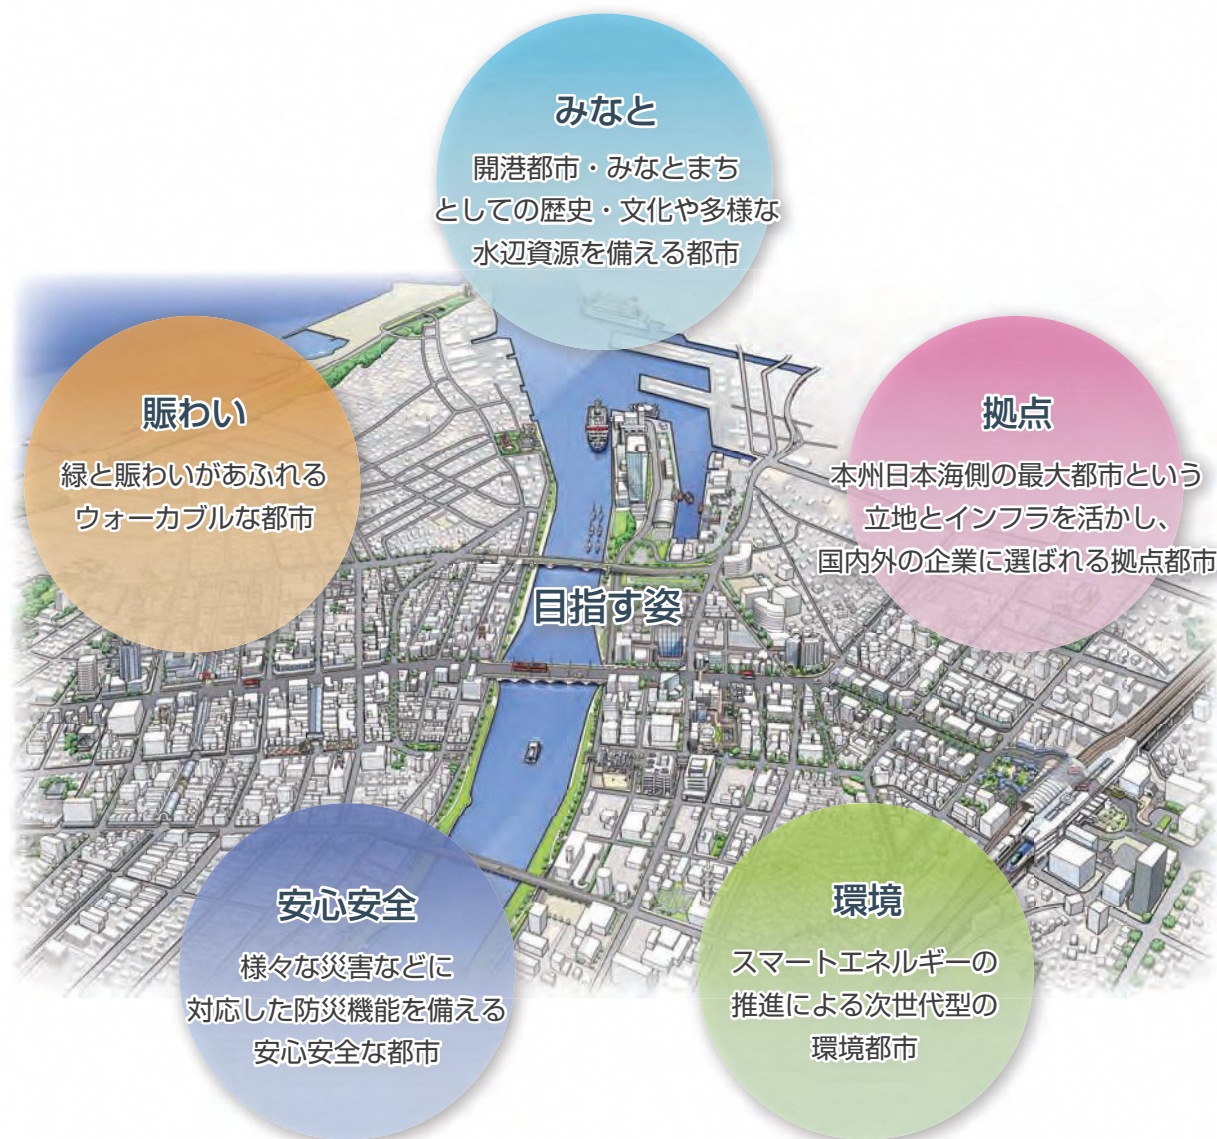 みなと
開港都市・みなとまち
としての歴史・文化や多様な
水辺資源を備える都市
賑わい
緑と賑わいがあふれる
ウォーカブルな都市
拠点
本州日本海側の最大都市という
立地とインフラを活かし、
国内外の企業に選ばれる拠点都市
目指す姿
安心安全
様々な災害などに
対応した防災機能を備える
安心安全な都市
環境
スマートエネルギーの
推進による次世代型の
環境都市